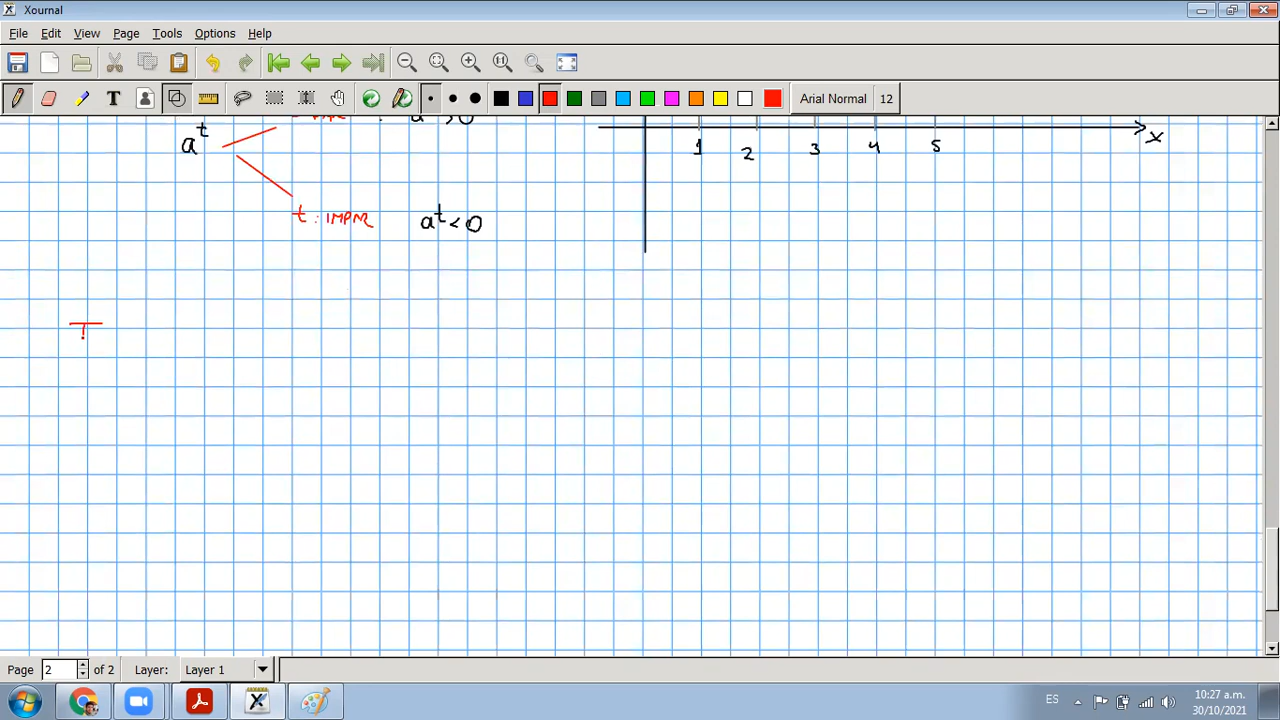 Xournal
File Edit View Page Tools Options Help
Arial Normal 12
a^t
1 2 3 4 5 x
t : IMPAR a^t < 0
T
Page 2 of 2 Layer: Layer 1
ES 10:27 a.m.
30/10/2021